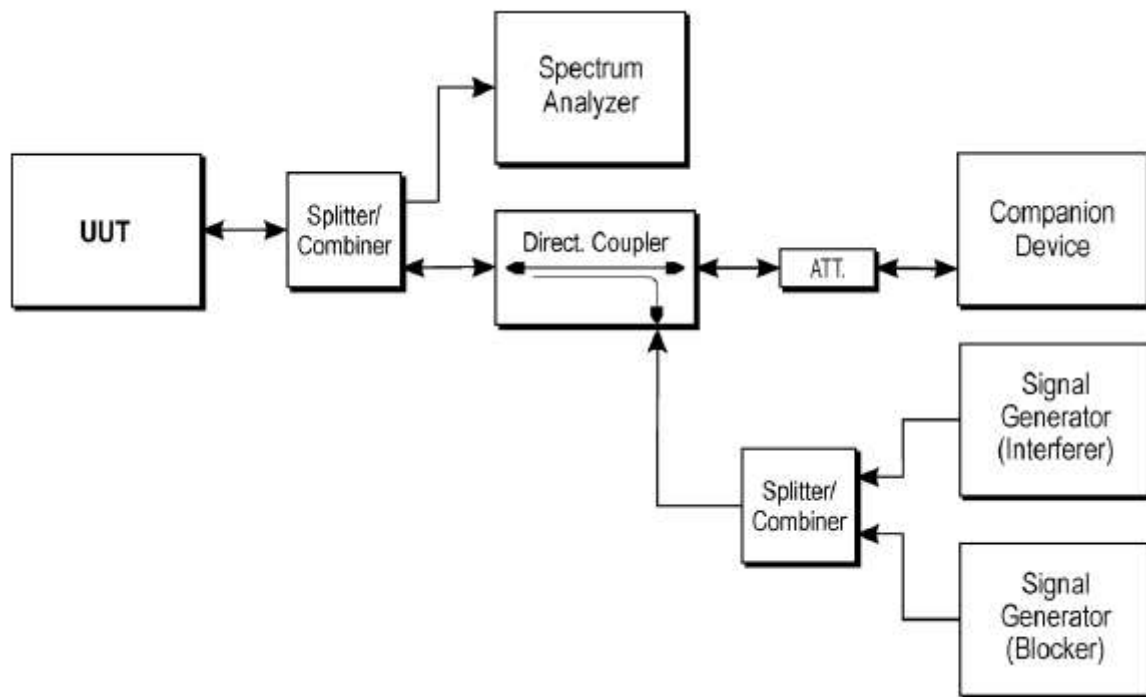 Spectrum
Analyzer
UUT
Splitter/
Combiner
Direct. Coupler
ATT.
Companion
Device
Signal
Generator
(Interferer)
Splitter/
Combiner
Signal
Generator
(Blocker)